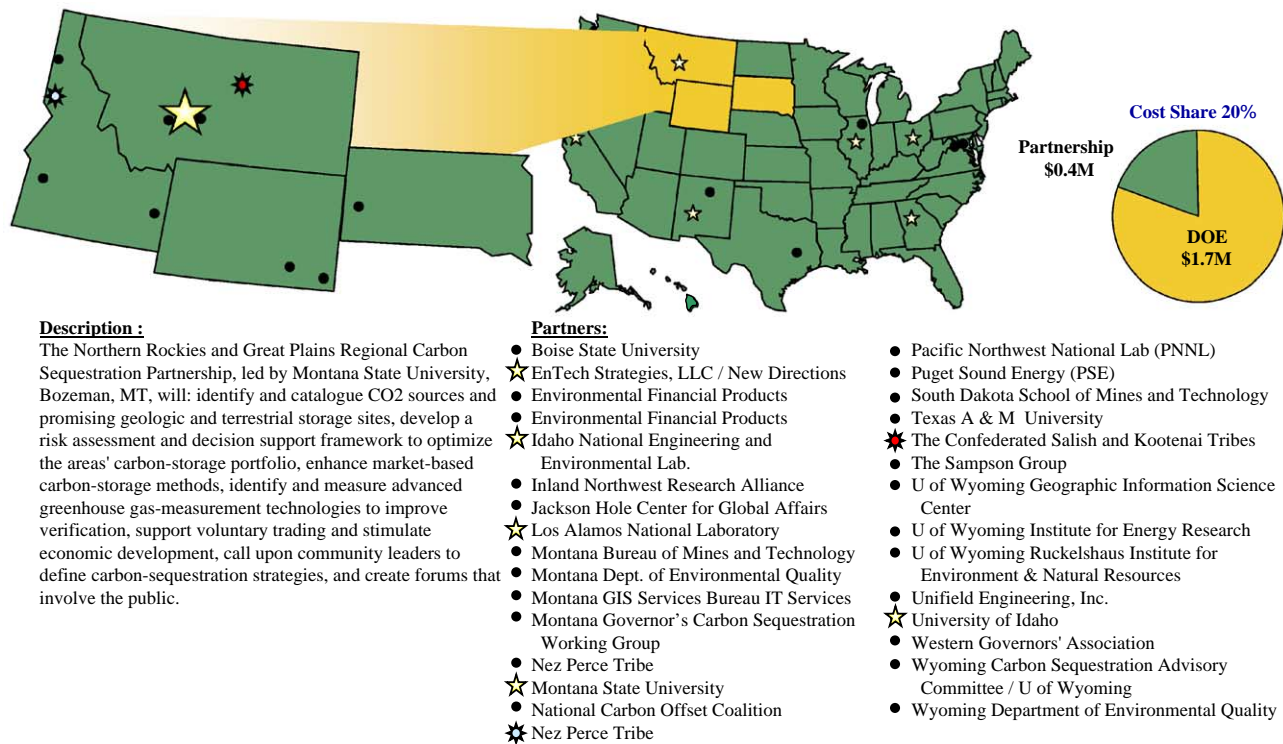 Cost Share 20%
Partnership
$0.4M
DOE
$1.7M
Description :
The Northern Rockies and Great Plains Regional Carbon
Sequestration Partnership, led by Montana State University,
Bozeman, MT, will: identify and catalogue CO2 sources and
promising geologic and terrestrial storage sites, develop a
risk assessment and decision support framework to optimize
the areas' carbon-storage portfolio, enhance market-based
carbon-storage methods, identify and measure advanced
greenhouse gas-measurement technologies to improve
verification, support voluntary trading and stimulate
economic development, call upon community leaders to
define carbon-sequestration strategies, and create forums that
involve the public.
Partners:
Boise State University
EnTech Strategies, LLC / New Directions
Environmental Financial Products
Environmental Financial Products
Idaho National Engineering and
Environmental Lab.
Inland Northwest Research Alliance
Jackson Hole Center for Global Affairs
Los Alamos National Laboratory
Montana Bureau of Mines and Technology
Montana Dept. of Environmental Quality
Montana GIS Services Bureau IT Services
Montana Governor's Carbon Sequestration
Working Group
Nez Perce Tribe
Montana State University
National Carbon Offset Coalition
Nez Perce Tribe
Pacific Northwest National Lab (PNNL)
Puget Sound Energy (PSE)
South Dakota School of Mines and Technology
Texas A & M University
The Confederated Salish and Kootenai Tribes
The Sampson Group
U of Wyoming Geographic Information Science
Center
U of Wyoming Institute for Energy Research
U of Wyoming Ruckelshaus Institute for
Environment & Natural Resources
Unifield Engineering, Inc.
University of Idaho
Western Governors' Association
Wyoming Carbon Sequestration Advisory
Committee / U of Wyoming
Wyoming Department of Environmental Quality